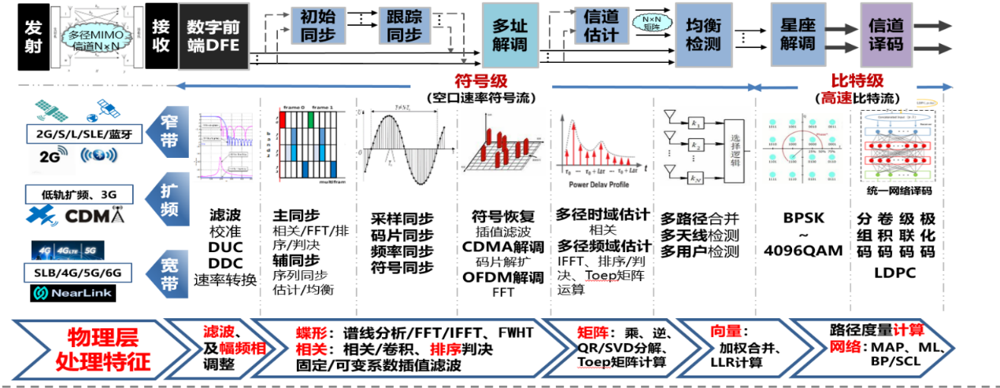 发射
多径MIMO
信道N×N
接收
数字前
端DFE
初始
同步
跟踪
同步
多址
解调
信道
估计
N×N
矩阵
均衡
检测
星座
解调
信道
译码
符号级
(空口速率符号流)
比特级
(高速比特流)
窄带
2G/S/L/SLE/蓝牙
2G
扩频
低轨扩频、3G
CDMA
宽带
4G 4G LTE 5G
SLB/4G/5G/6G
NearLink
滤波
校准
DUC
DDC
速率转换
frame 0 frame 1
multifram
主同步
相关/FFT/排
序/判决
辅同步
序列同步
估计/均衡
采样同步
码片同步
频率同步
符号同步
符号恢复
插值滤波
CDMA解调
码片解扩
OFDM解调
FFT
P
τ0 ··· τ0+LΔτ ··· τ0+LΔτ t
Power Delay Profile
多径时域估计
相关
多径频域估计
IFFT、排序/判
决、Toep矩阵
运算
k1
k2
kN
选择逻辑
多路径合并
多天线检测
多用户检测
BPSK
~
4096QAM
统一网络译码
分组码
卷积码
级联码
极化码
LDPC
物理层
处理特征
滤波、
及幅频相
调整
蝶形：谱线分析/FFT/IFFT、FWHT
相关：相关/卷积、排序判决
固定/可变系数插值滤波
矩阵：乘、逆、
QR/SVD分解、
Toep矩阵计算
向量：
加权合并、
LLR计算
路径度量计算
网络：MAP、ML、
BP/SCL